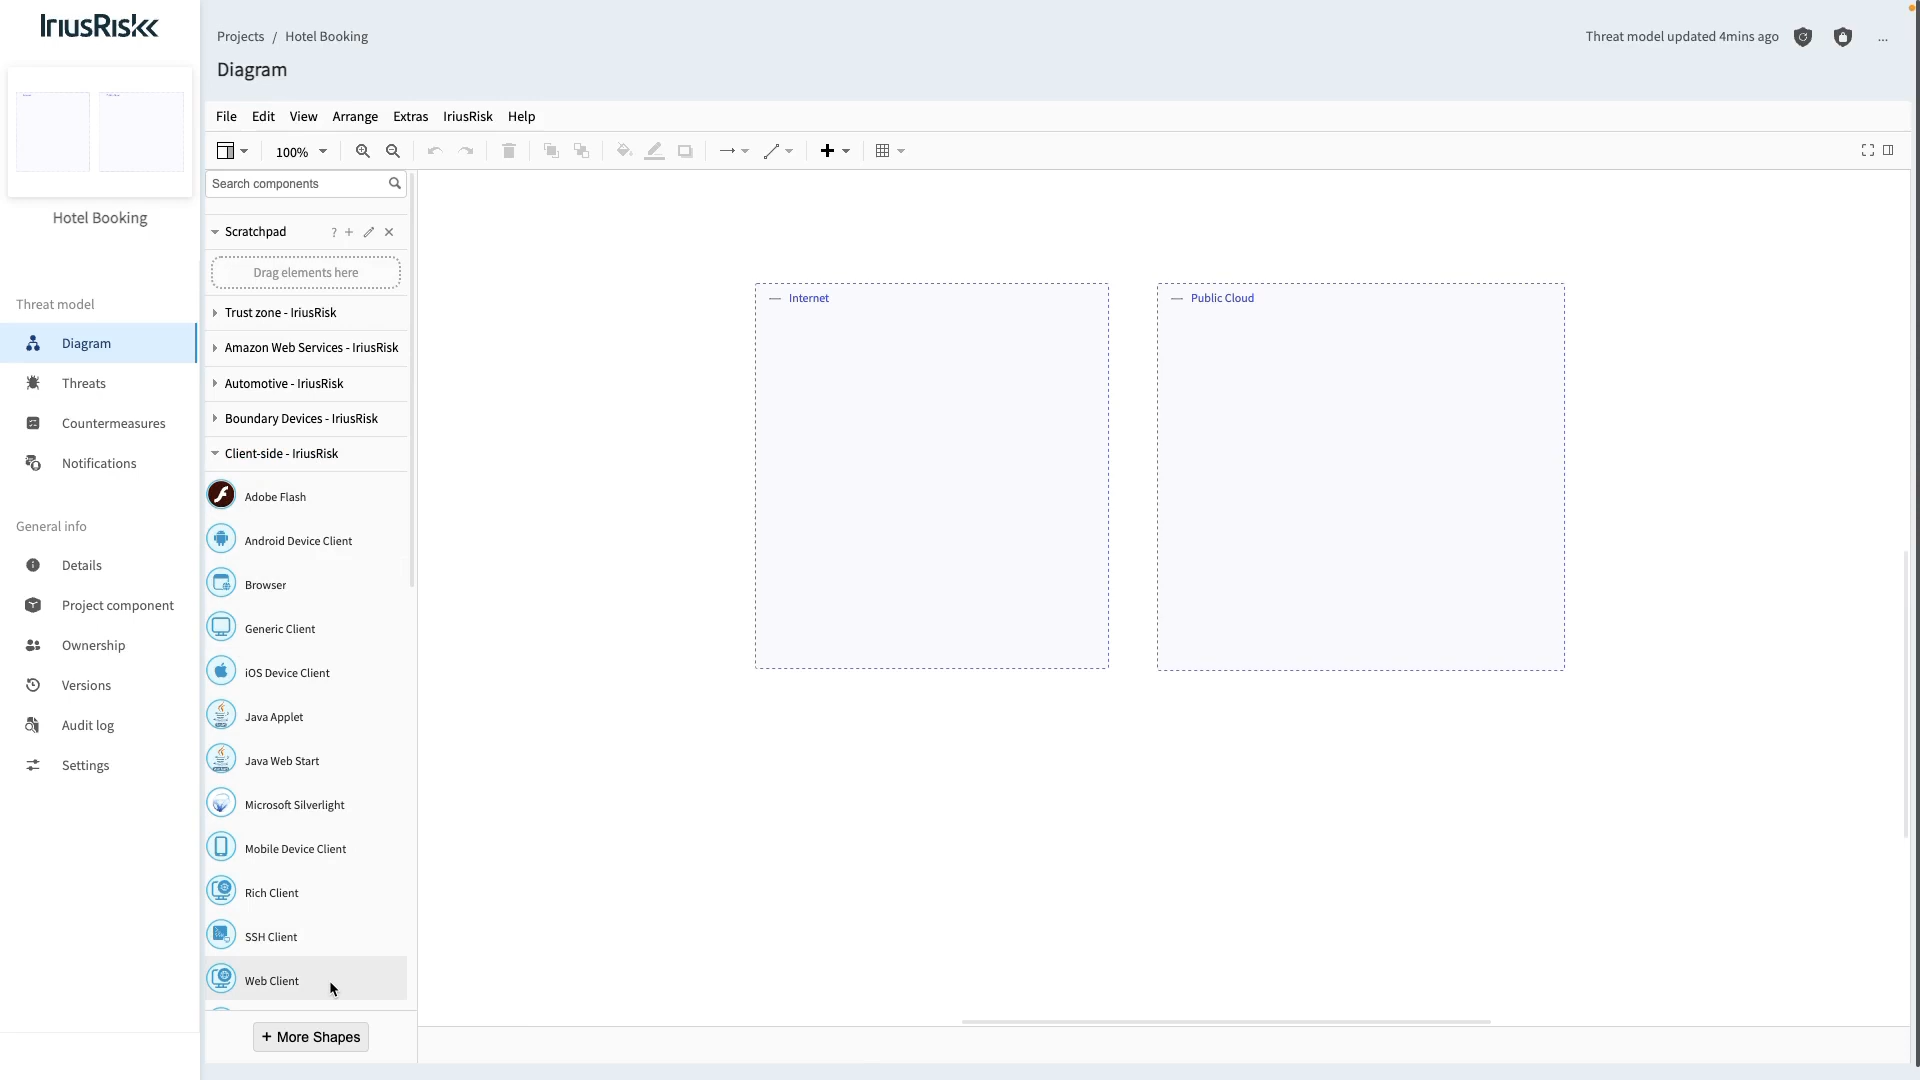 IriusRisk
Projects / Hotel Booking
Threat model updated 4mins ago
...
Diagram
File Edit View Arrange Extras IriusRisk Help
100%
Search components
Hotel Booking
Scratchpad ?
Drag elements here
Trust zone - IriusRisk
Amazon Web Services - IriusRisk
Automotive - IriusRisk
Boundary Devices - IriusRisk
Client-side - IriusRisk
Adobe Flash
Android Device Client
Browser
Generic Client
iOS Device Client
Java Applet
Java Web Start
Microsoft Silverlight
Mobile Device Client
Rich Client
SSH Client
Web Client
+ More Shapes
Threat model
Diagram
Threats
Countermeasures
Notifications
General info
Details
Project component
Ownership
Versions
Audit log
Settings
Internet
Public Cloud